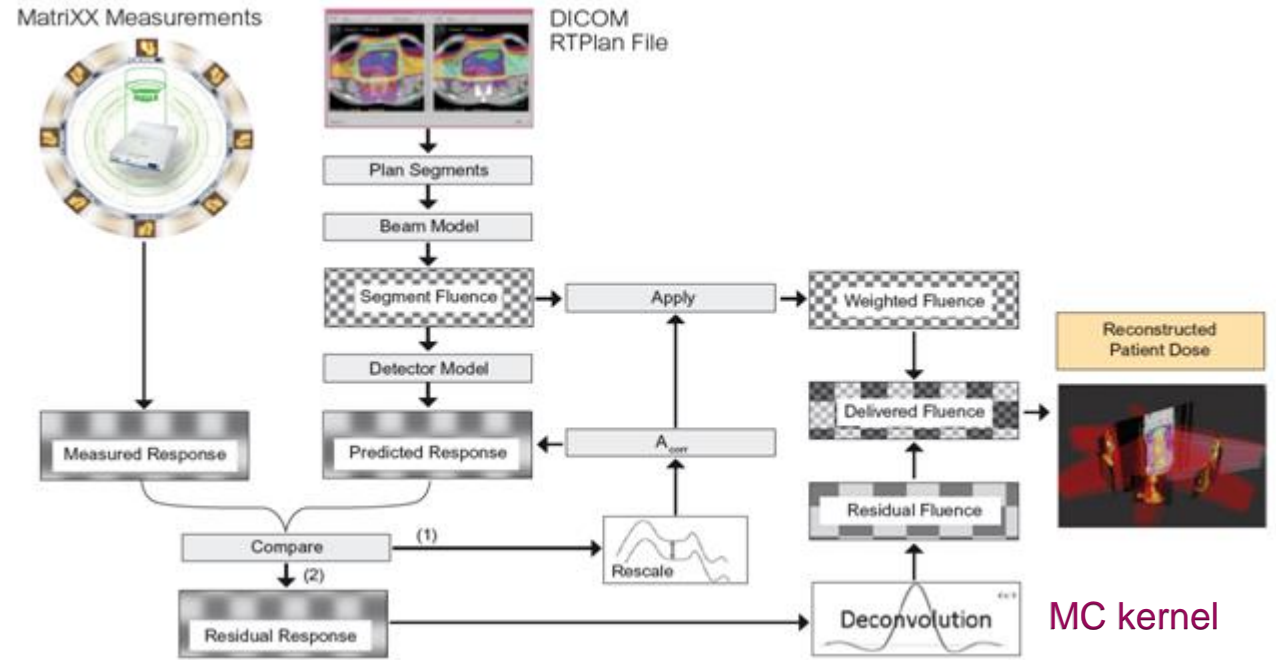 MatriXX Measurements
DICOM
RTPlan File
Plan Segments
Beam Model
Segment Fluence
Apply
Weighted Fluence
Reconstructed
Patient Dose
Detector Model
Delivered Fluence
Measured Response
Predicted Response
Acorr
Residual Fluence
Compare
(1)
(2)
Rescale
Residual Response
Deconvolution
MC kernel